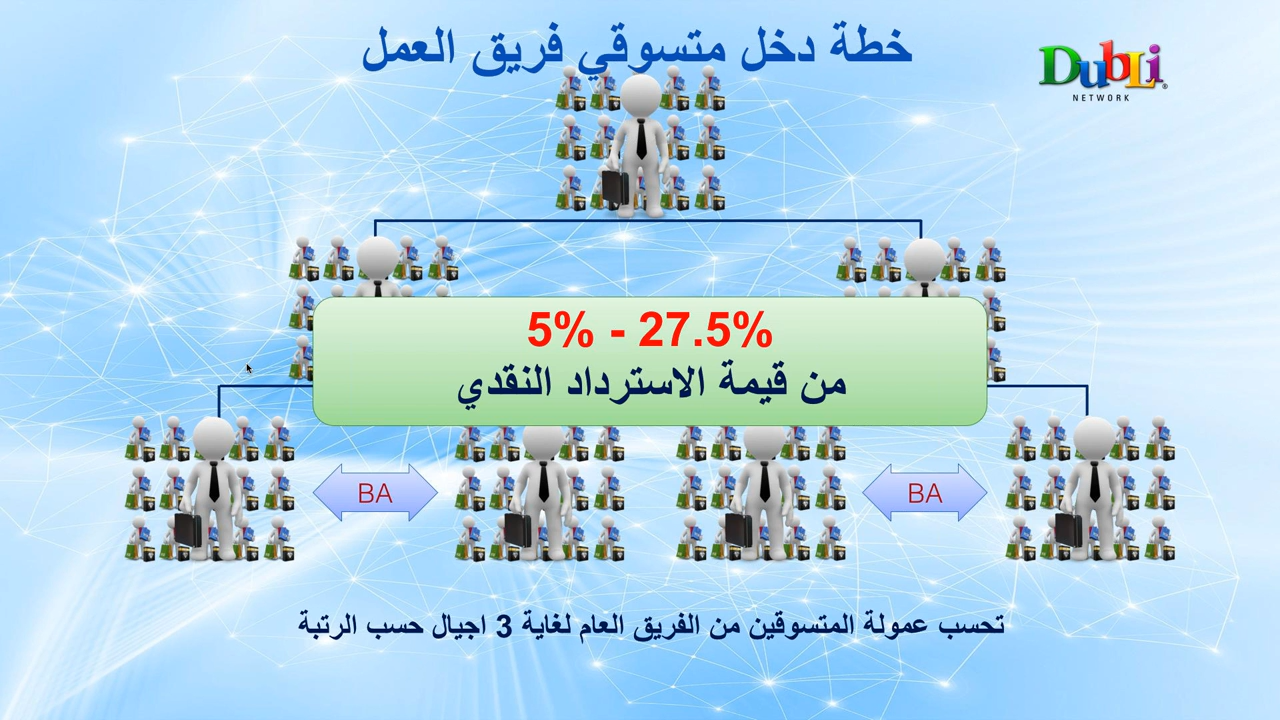 خطة دخل متسوقي فريق العمل
DubLi
NETWORK
5% - 27.5%
من قيمة الاسترداد النقدي
BA
BA
تحسب عمولة المتسوقين من الفريق العام لغاية 3 اجيال حسب الرتبة